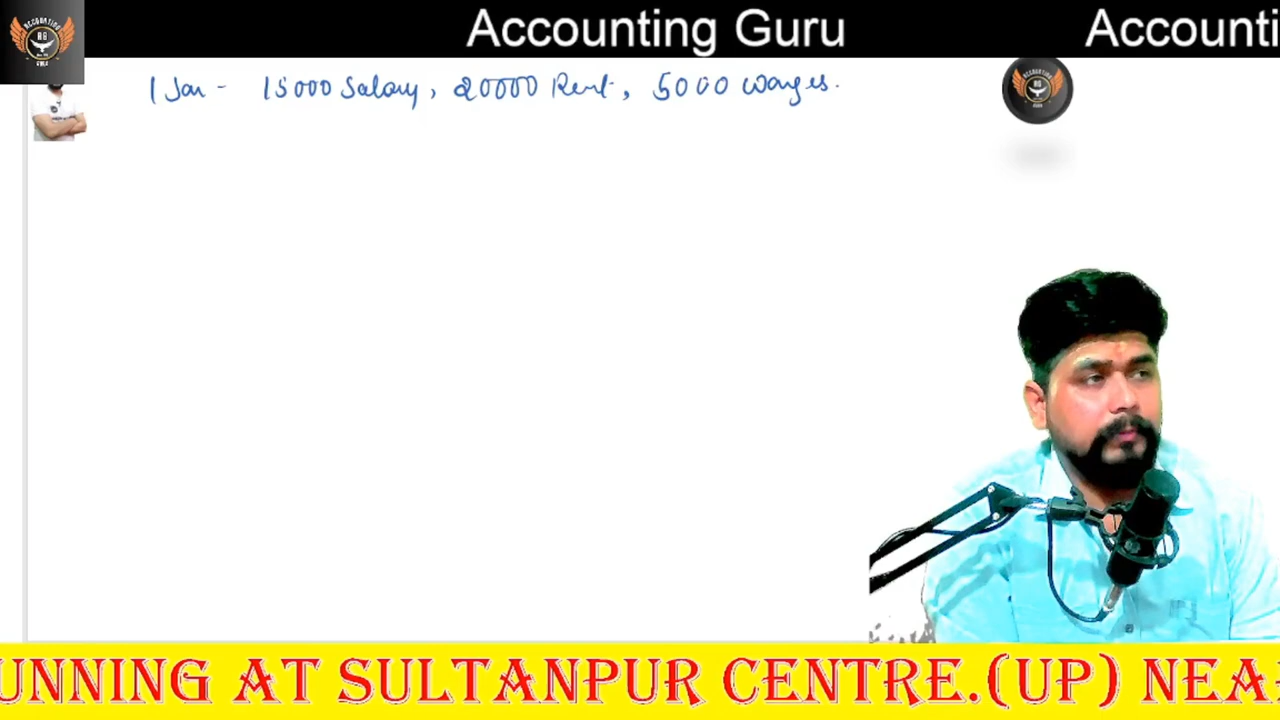 Accounting Guru Accounti
1 Jan - 15000 Salary, 20000 Rent, 5000 Wages.
UNNING AT SULTANPUR CENTRE.(UP) NEA